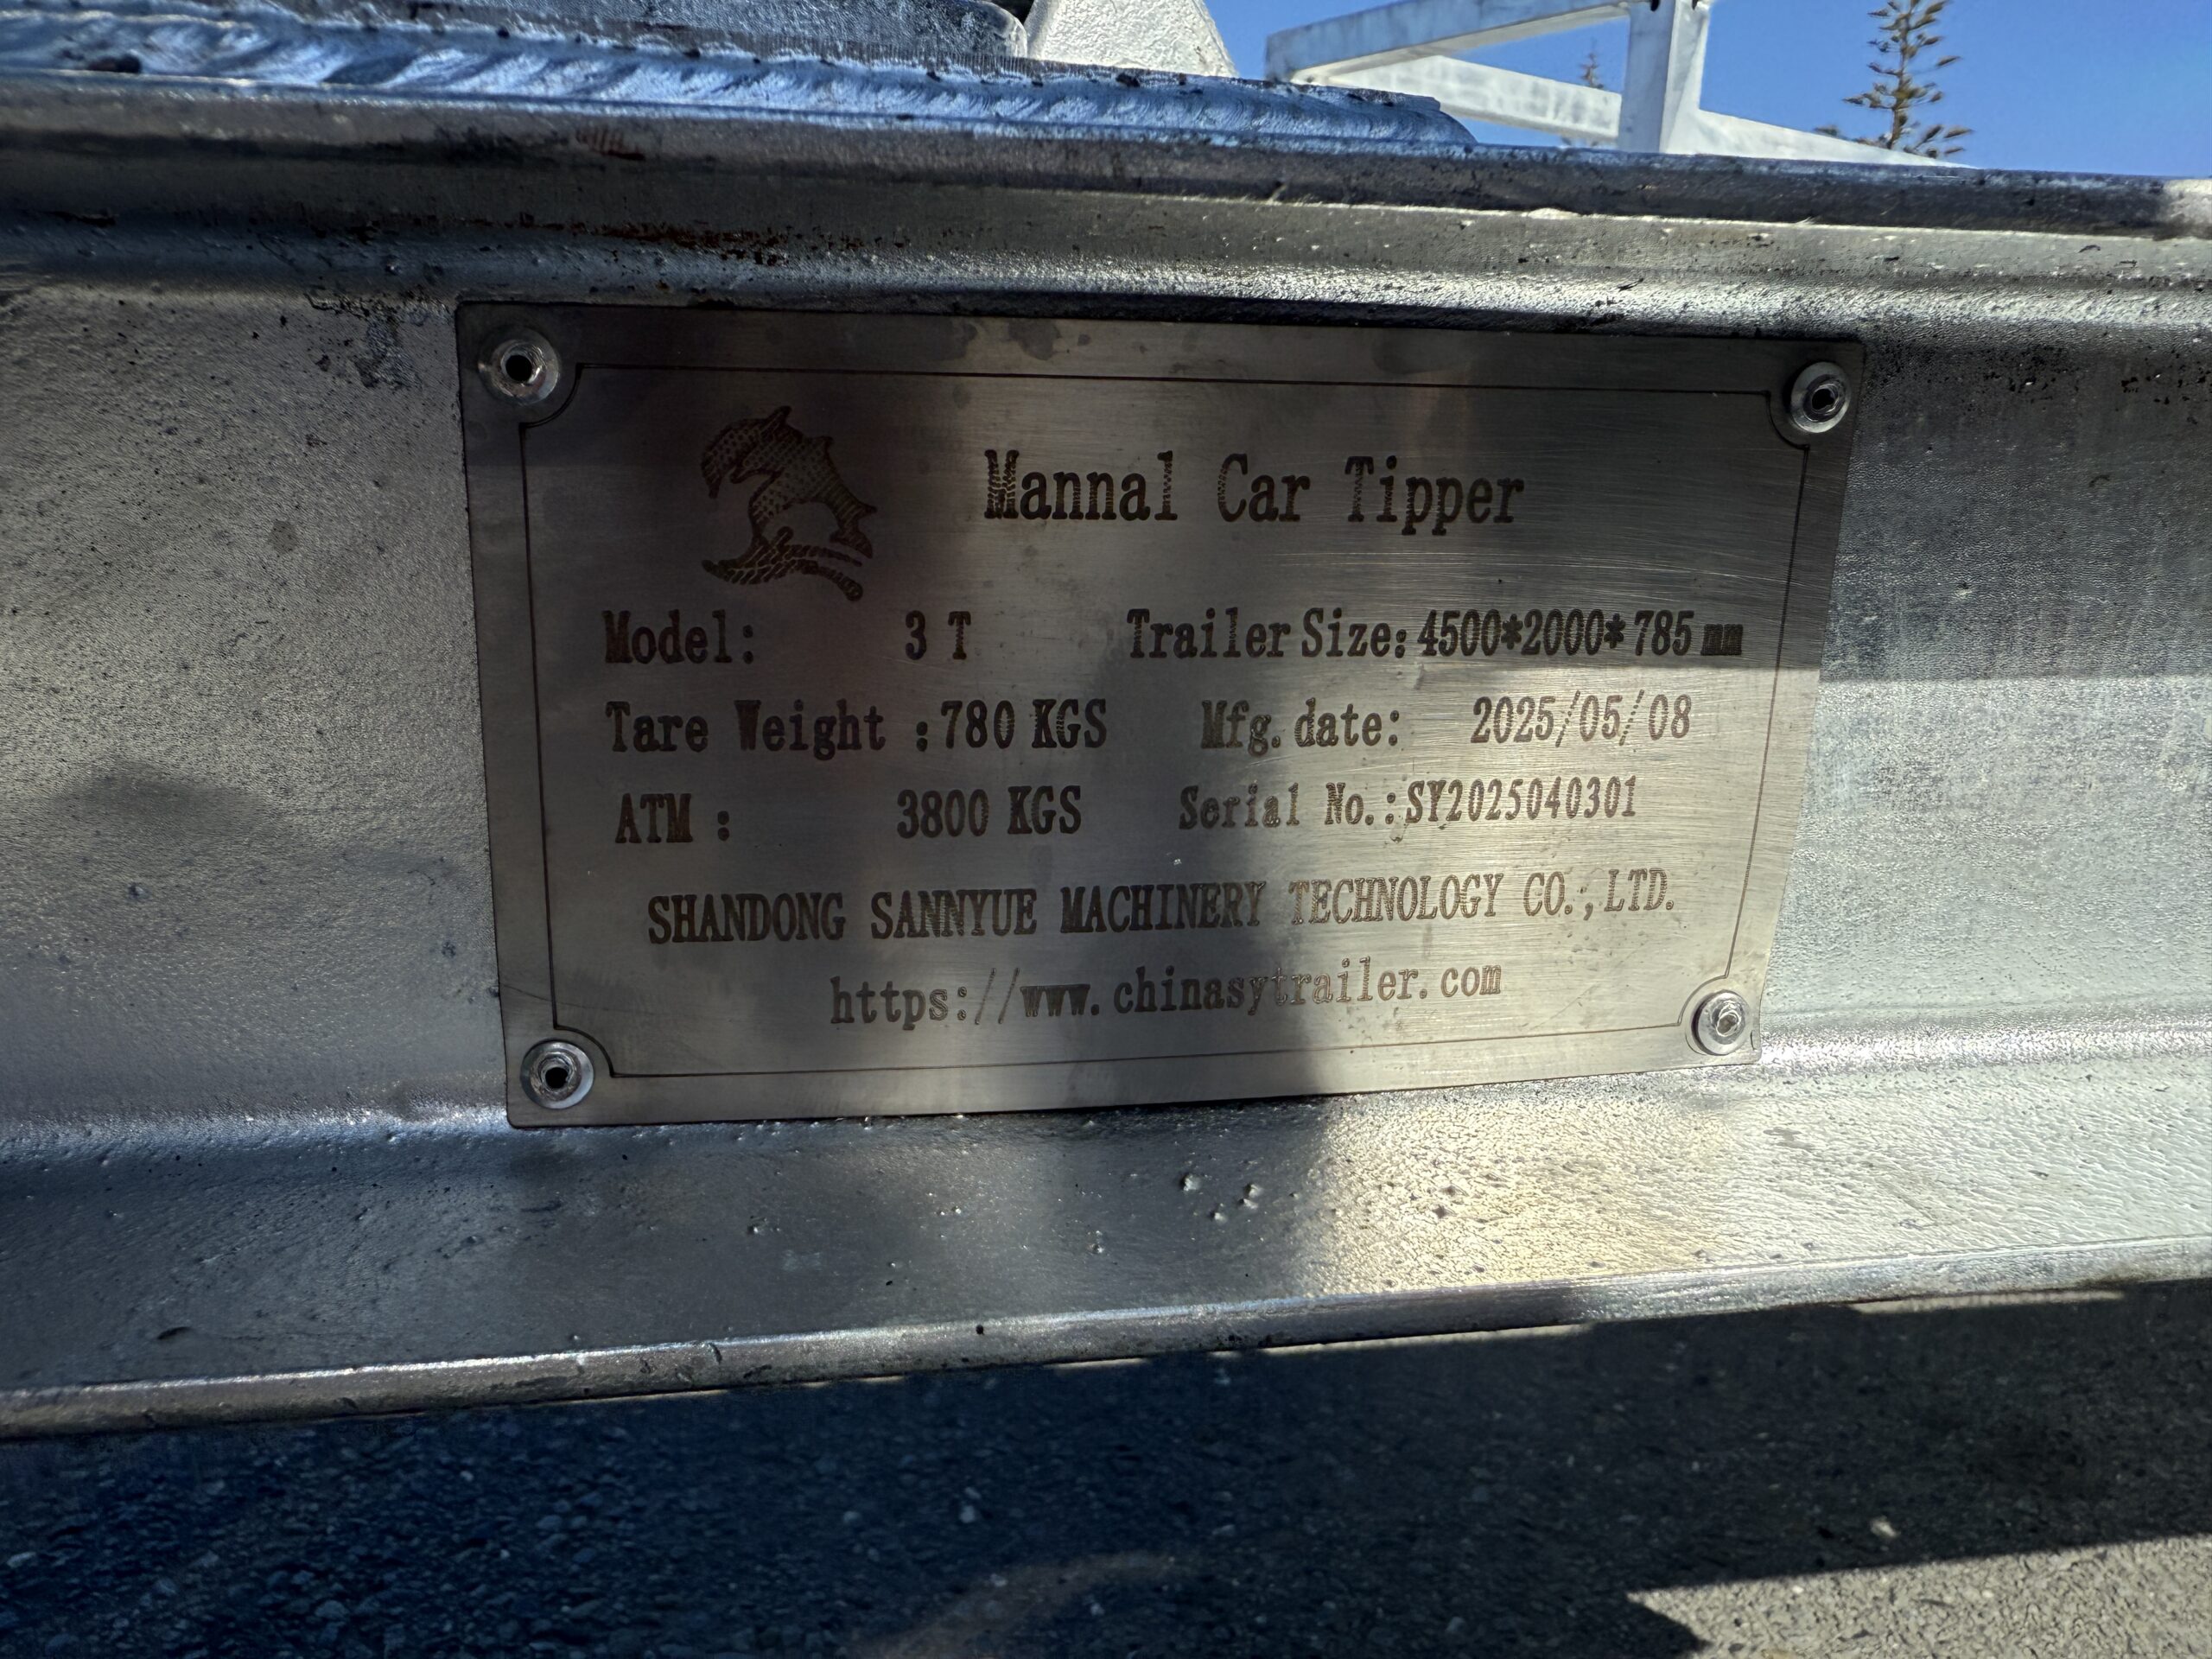 Mannal Car Tipper
Model: 3 T Trailer Size: 4500*2000*785 mm
Tare Weight :780 KGS Mfg. date: 2025/05/08
ATM : 3800 KGS Serial No.: SY2025040301
SHANDONG SANNYUE MACHINERY TECHNOLOGY CO.;LTD.
https://www.chinasytrailer.com